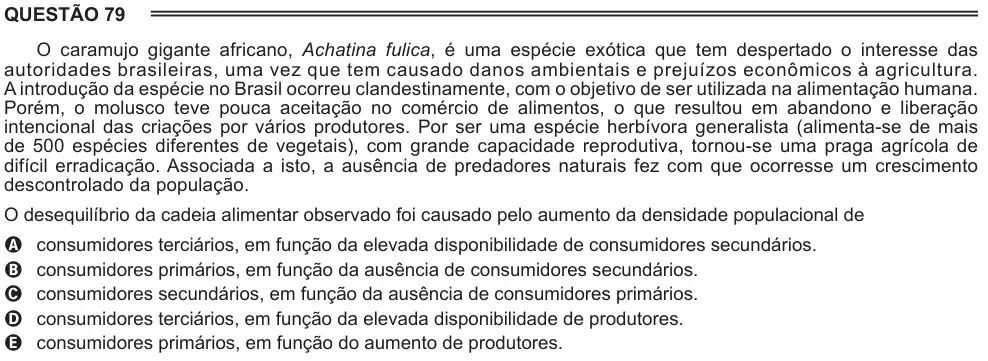 QUESTÃO 79
O caramujo gigante africano, Achatina fulica, é uma espécie exótica que tem despertado o interesse das
autoridades brasileiras, uma vez que tem causado danos ambientais e prejuízos econômicos à agricultura.
A introdução da espécie no Brasil ocorreu clandestinamente, com o objetivo de ser utilizada na alimentação humana.
Porém, o molusco teve pouca aceitação no comércio de alimentos, o que resultou em abandono e liberação
intencional das criações por vários produtores. Por ser uma espécie herbívora generalista (alimenta-se de mais
de 500 espécies diferentes de vegetais), com grande capacidade reprodutiva, tornou-se uma praga agrícola de
difícil erradicação. Associada a isto, a ausência de predadores naturais fez com que ocorresse um crescimento
descontrolado da população.
O desequilíbrio da cadeia alimentar observado foi causado pelo aumento da densidade populacional de
A consumidores terciários, em função da elevada disponibilidade de consumidores secundários.
B consumidores primários, em função da ausência de consumidores secundários.
C consumidores secundários, em função da ausência de consumidores primários.
D consumidores terciários, em função da elevada disponibilidade de produtores.
E consumidores primários, em função do aumento de produtores.